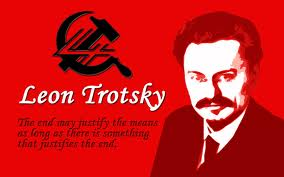 Leon Trotsky
The end may justify the means
as long as there is something
that justifies the end.